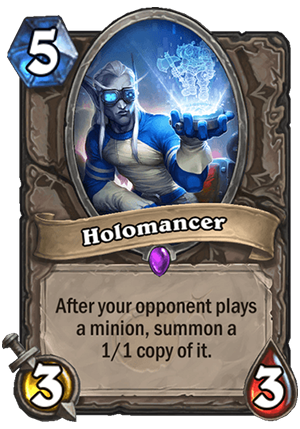 5
Holomancer
After your opponent plays
a minion, summon a
1/1 copy of it.
3 3